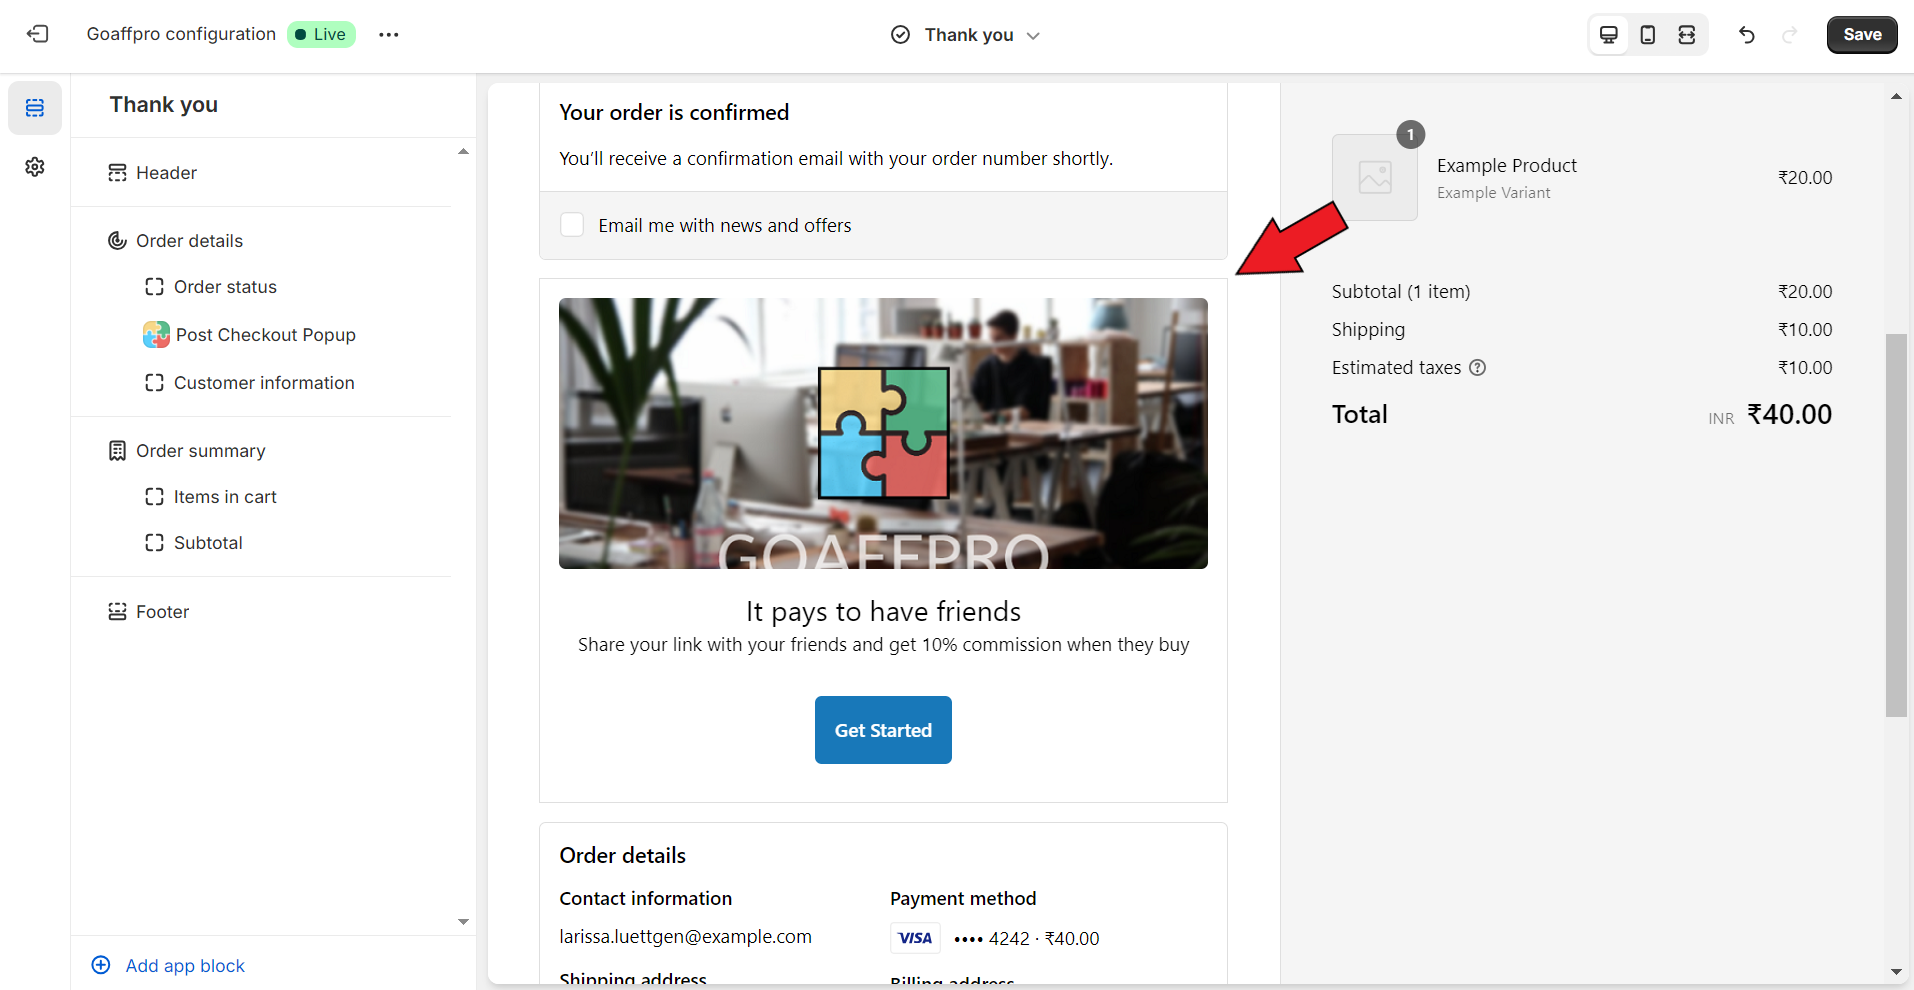 Goaffpro configuration Live
Thank you
Save
Thank you
Header
Order details
Order status
Post Checkout Popup
Customer information
Order summary
Items in cart
Subtotal
Footer
Add app block
Your order is confirmed
You’ll receive a confirmation email with your order number shortly.
Email me with news and offers
GOAFFPRO
It pays to have friends
Share your link with your friends and get 10% commission when they buy
Get Started
Order details
Contact information
larissa.luettgen@example.com
Shipping address
Payment method
VISA •••• 4242 · ₹40.00
Billing address
1
Example Product
Example Variant
₹20.00
Subtotal (1 item) ₹20.00
Shipping ₹10.00
Estimated taxes ₹10.00
Total INR ₹40.00